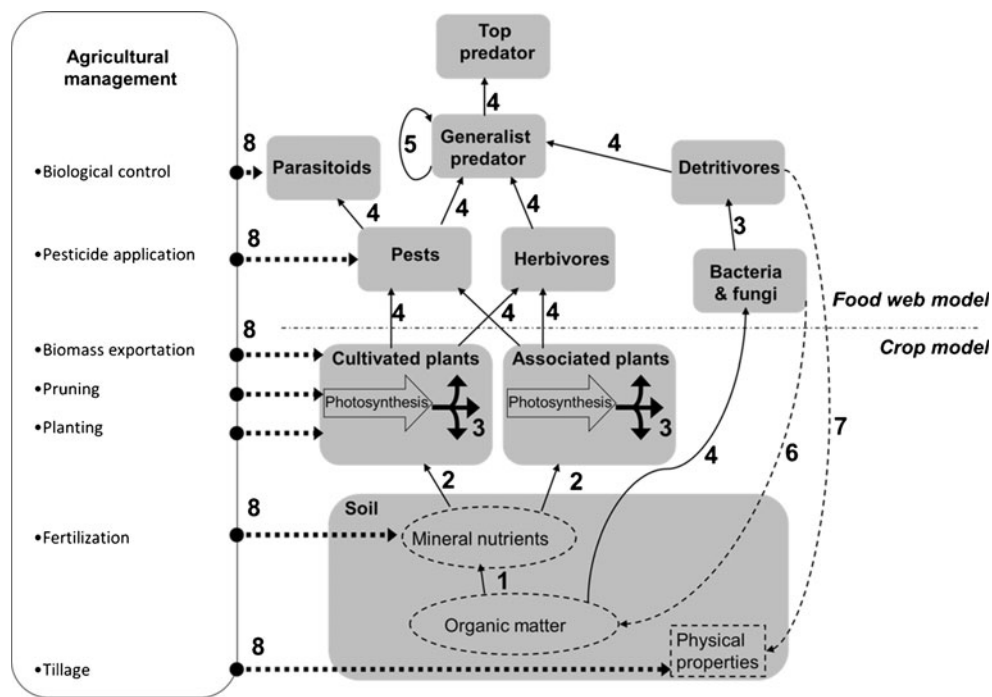 Agricultural
management
•Biological control
•Pesticide application
•Biomass exportation
•Pruning
•Planting
•Fertilization
•Tillage
Top
predator
4
8
5
Generalist
predator
4
Parasitoids
Detritivores
4
4
4
3
8
Pests
Herbivores
Bacteria
& fungi
Food web model
8
4
4
4
Crop model
Cultivated plants
Associated plants
Photosynthesis
3
Photosynthesis
3
4
6
7
2
2
8
Soil
Mineral nutrients
1
Organic matter
8
Physical
properties